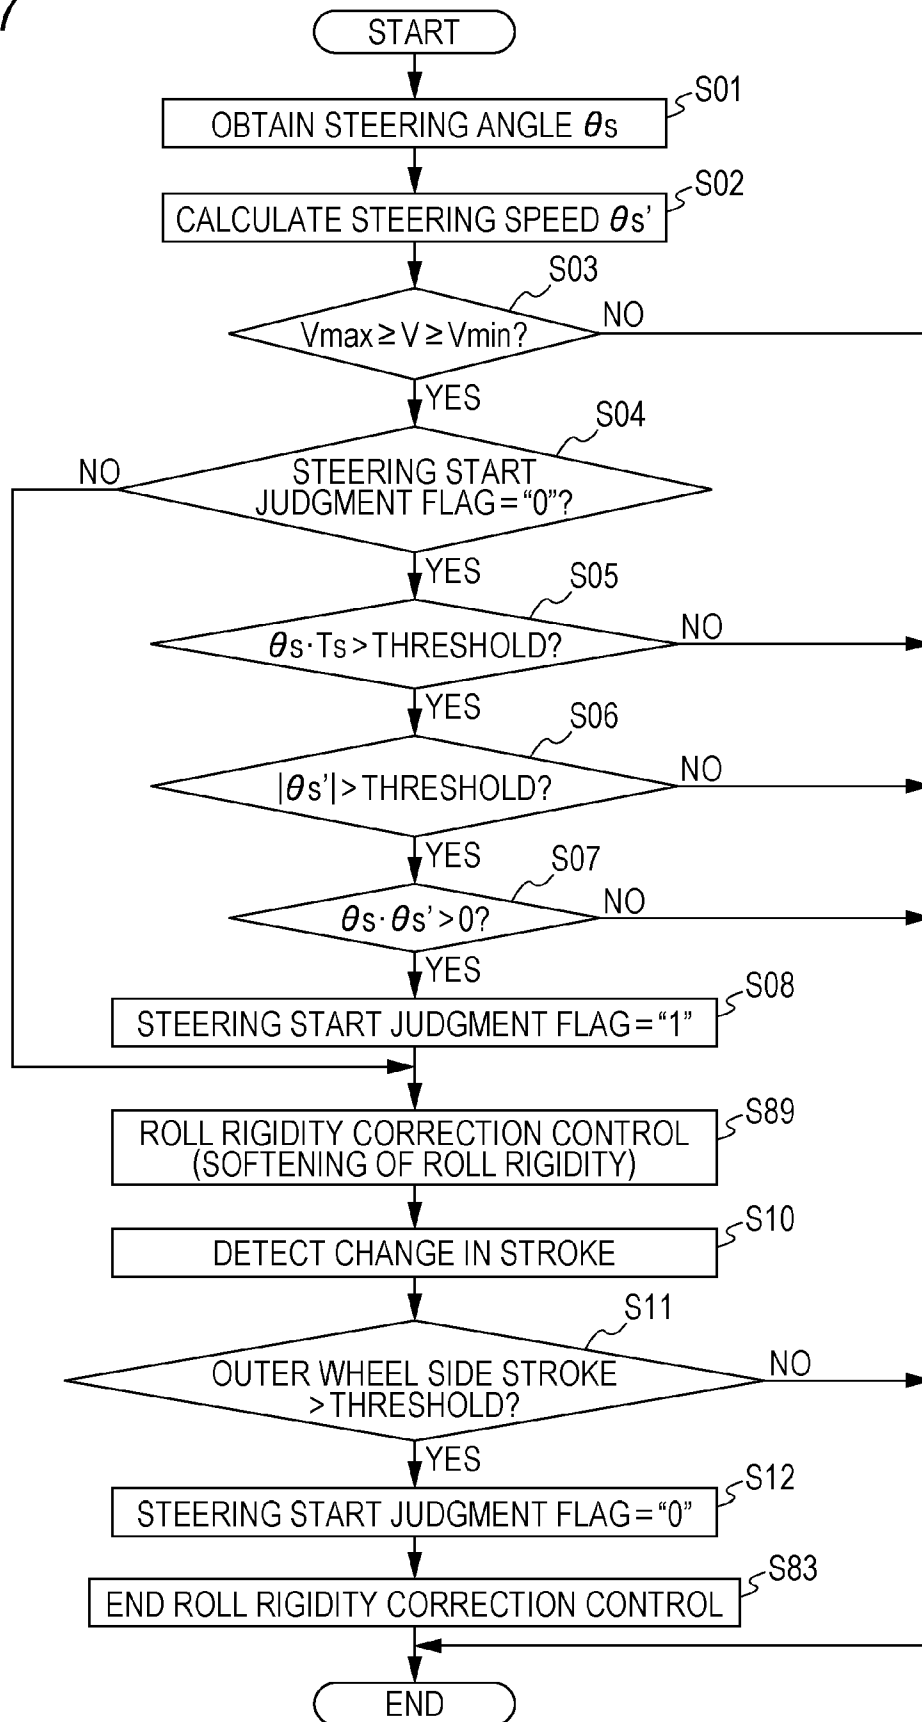 START
S01
OBTAIN STEERING ANGLE θs
S02
CALCULATE STEERING SPEED θs'
S03
Vmax ≥ V ≥ Vmin?
NO
YES
S04
NO
STEERING START
JUDGMENT FLAG = “0”?
YES
S05
θs·Ts > THRESHOLD?
NO
YES
S06
|θs'| > THRESHOLD?
NO
YES
S07
θs·θs' > 0?
NO
YES
S08
STEERING START JUDGMENT FLAG = “1”
S89
ROLL RIGIDITY CORRECTION CONTROL
(SOFTENING OF ROLL RIGIDITY)
S10
DETECT CHANGE IN STROKE
S11
OUTER WHEEL SIDE STROKE
> THRESHOLD?
NO
YES
S12
STEERING START JUDGMENT FLAG = “0”
S83
END ROLL RIGIDITY CORRECTION CONTROL
END